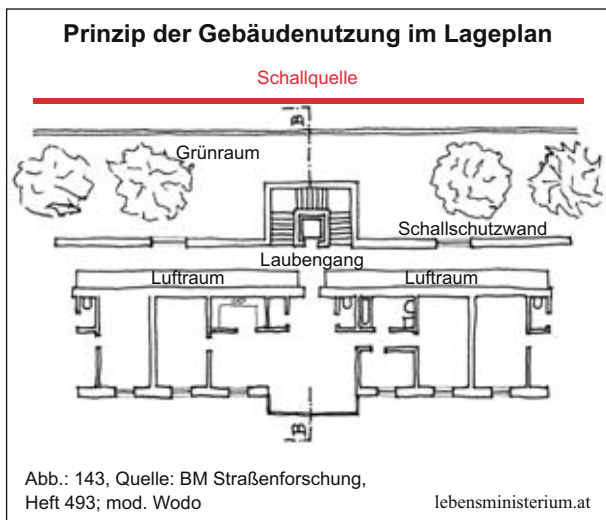 Prinzip der Gebäudenutzung im Lageplan
Schallquelle
B
Grünraum
Schallschutzwand
Laubengang
Luftraum
Luftraum
B
Abb.: 143, Quelle: BM Straßenforschung,
Heft 493; mod. Wodo
lebensministerium.at